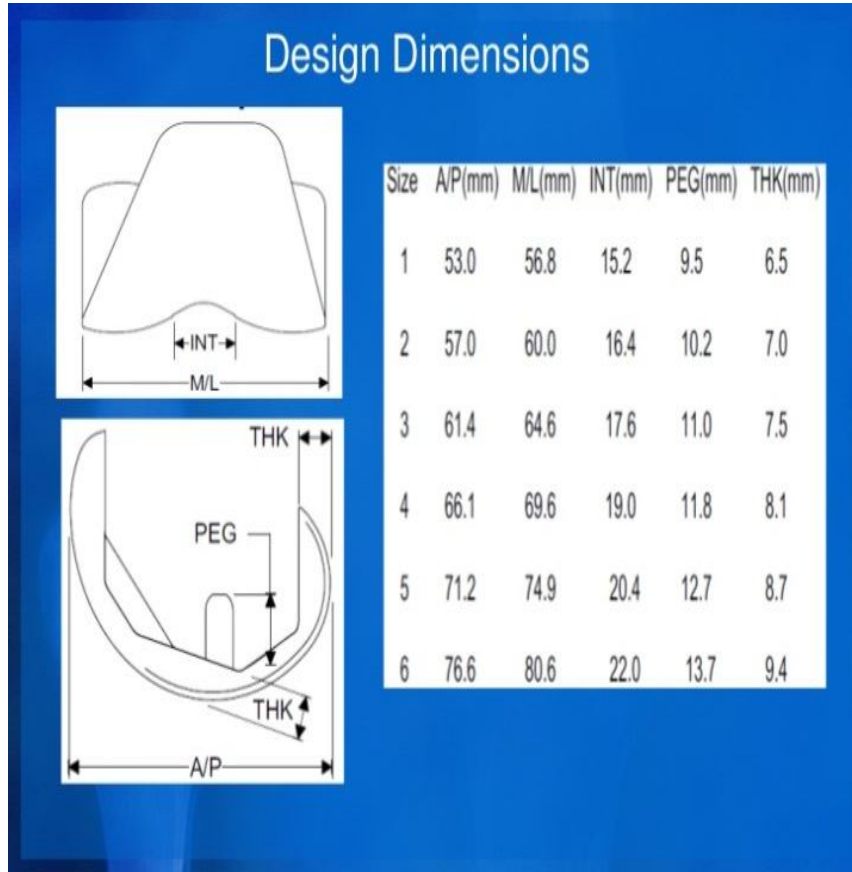 Design Dimensions
INT
M/L
THK
PEG
THK
A/P
Size A/P(mm) M/L(mm) INT(mm) PEG(mm) THK(mm)
1 53.0 56.8 15.2 9.5 6.5
2 57.0 60.0 16.4 10.2 7.0
3 61.4 64.6 17.6 11.0 7.5
4 66.1 69.6 19.0 11.8 8.1
5 71.2 74.9 20.4 12.7 8.7
6 76.6 80.6 22.0 13.7 9.4